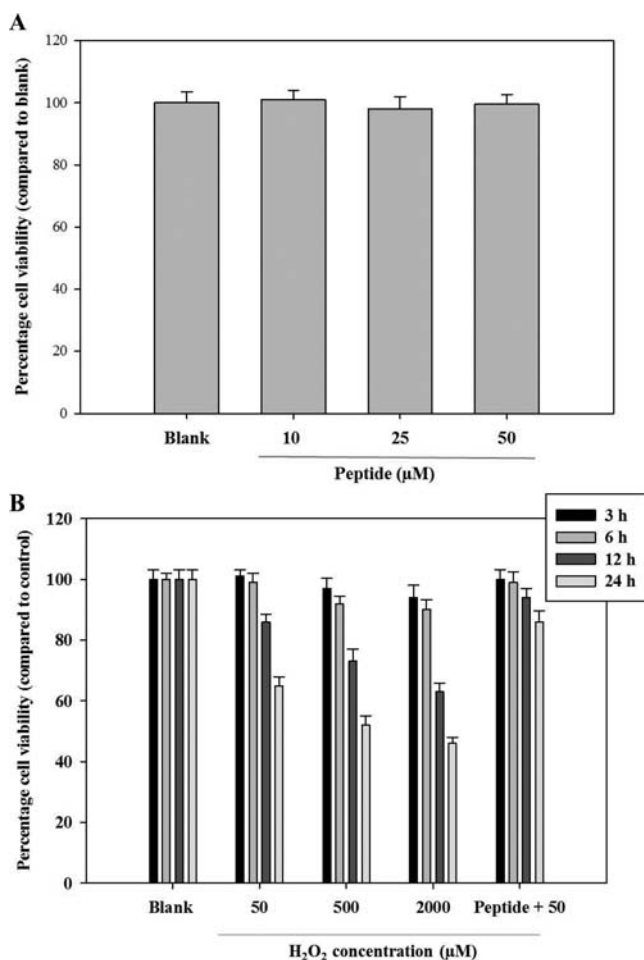 A
Percentage cell viability (compared to blank)
120
100
80
60
40
20
0
Blank
10
25
50
Peptide (µM)
B
Percentage cell viability (compared to control)
120
100
80
60
40
20
0
3 h
6 h
12 h
24 h
Blank
50
500
2000
Peptide + 50
H₂O₂ concentration (µM)